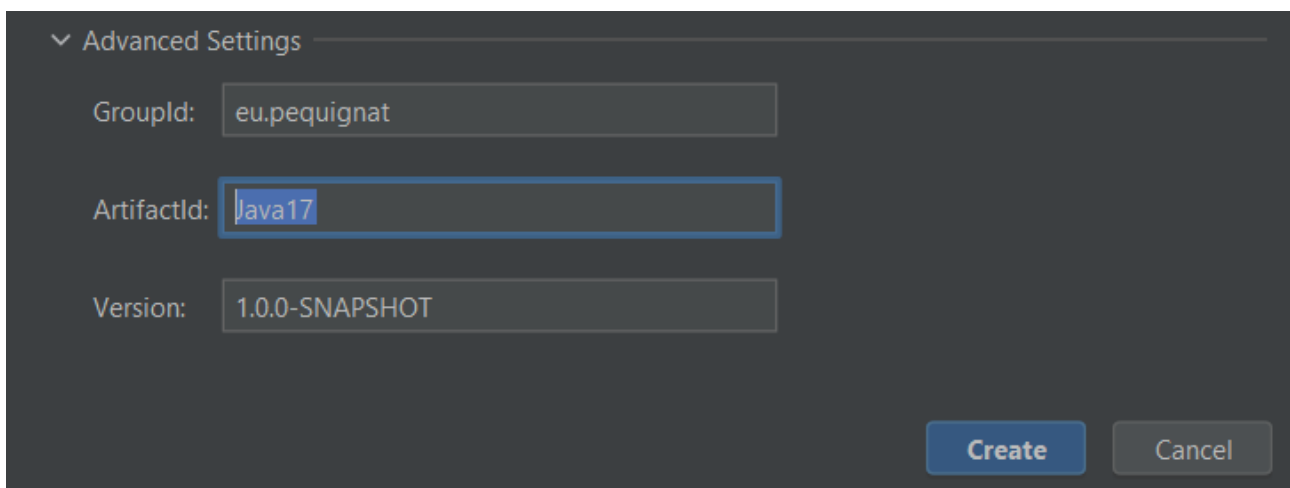 Advanced Settings
GroupId: eu.pequignat
ArtifactId: Java17
Version: 1.0.0-SNAPSHOT
Create Cancel